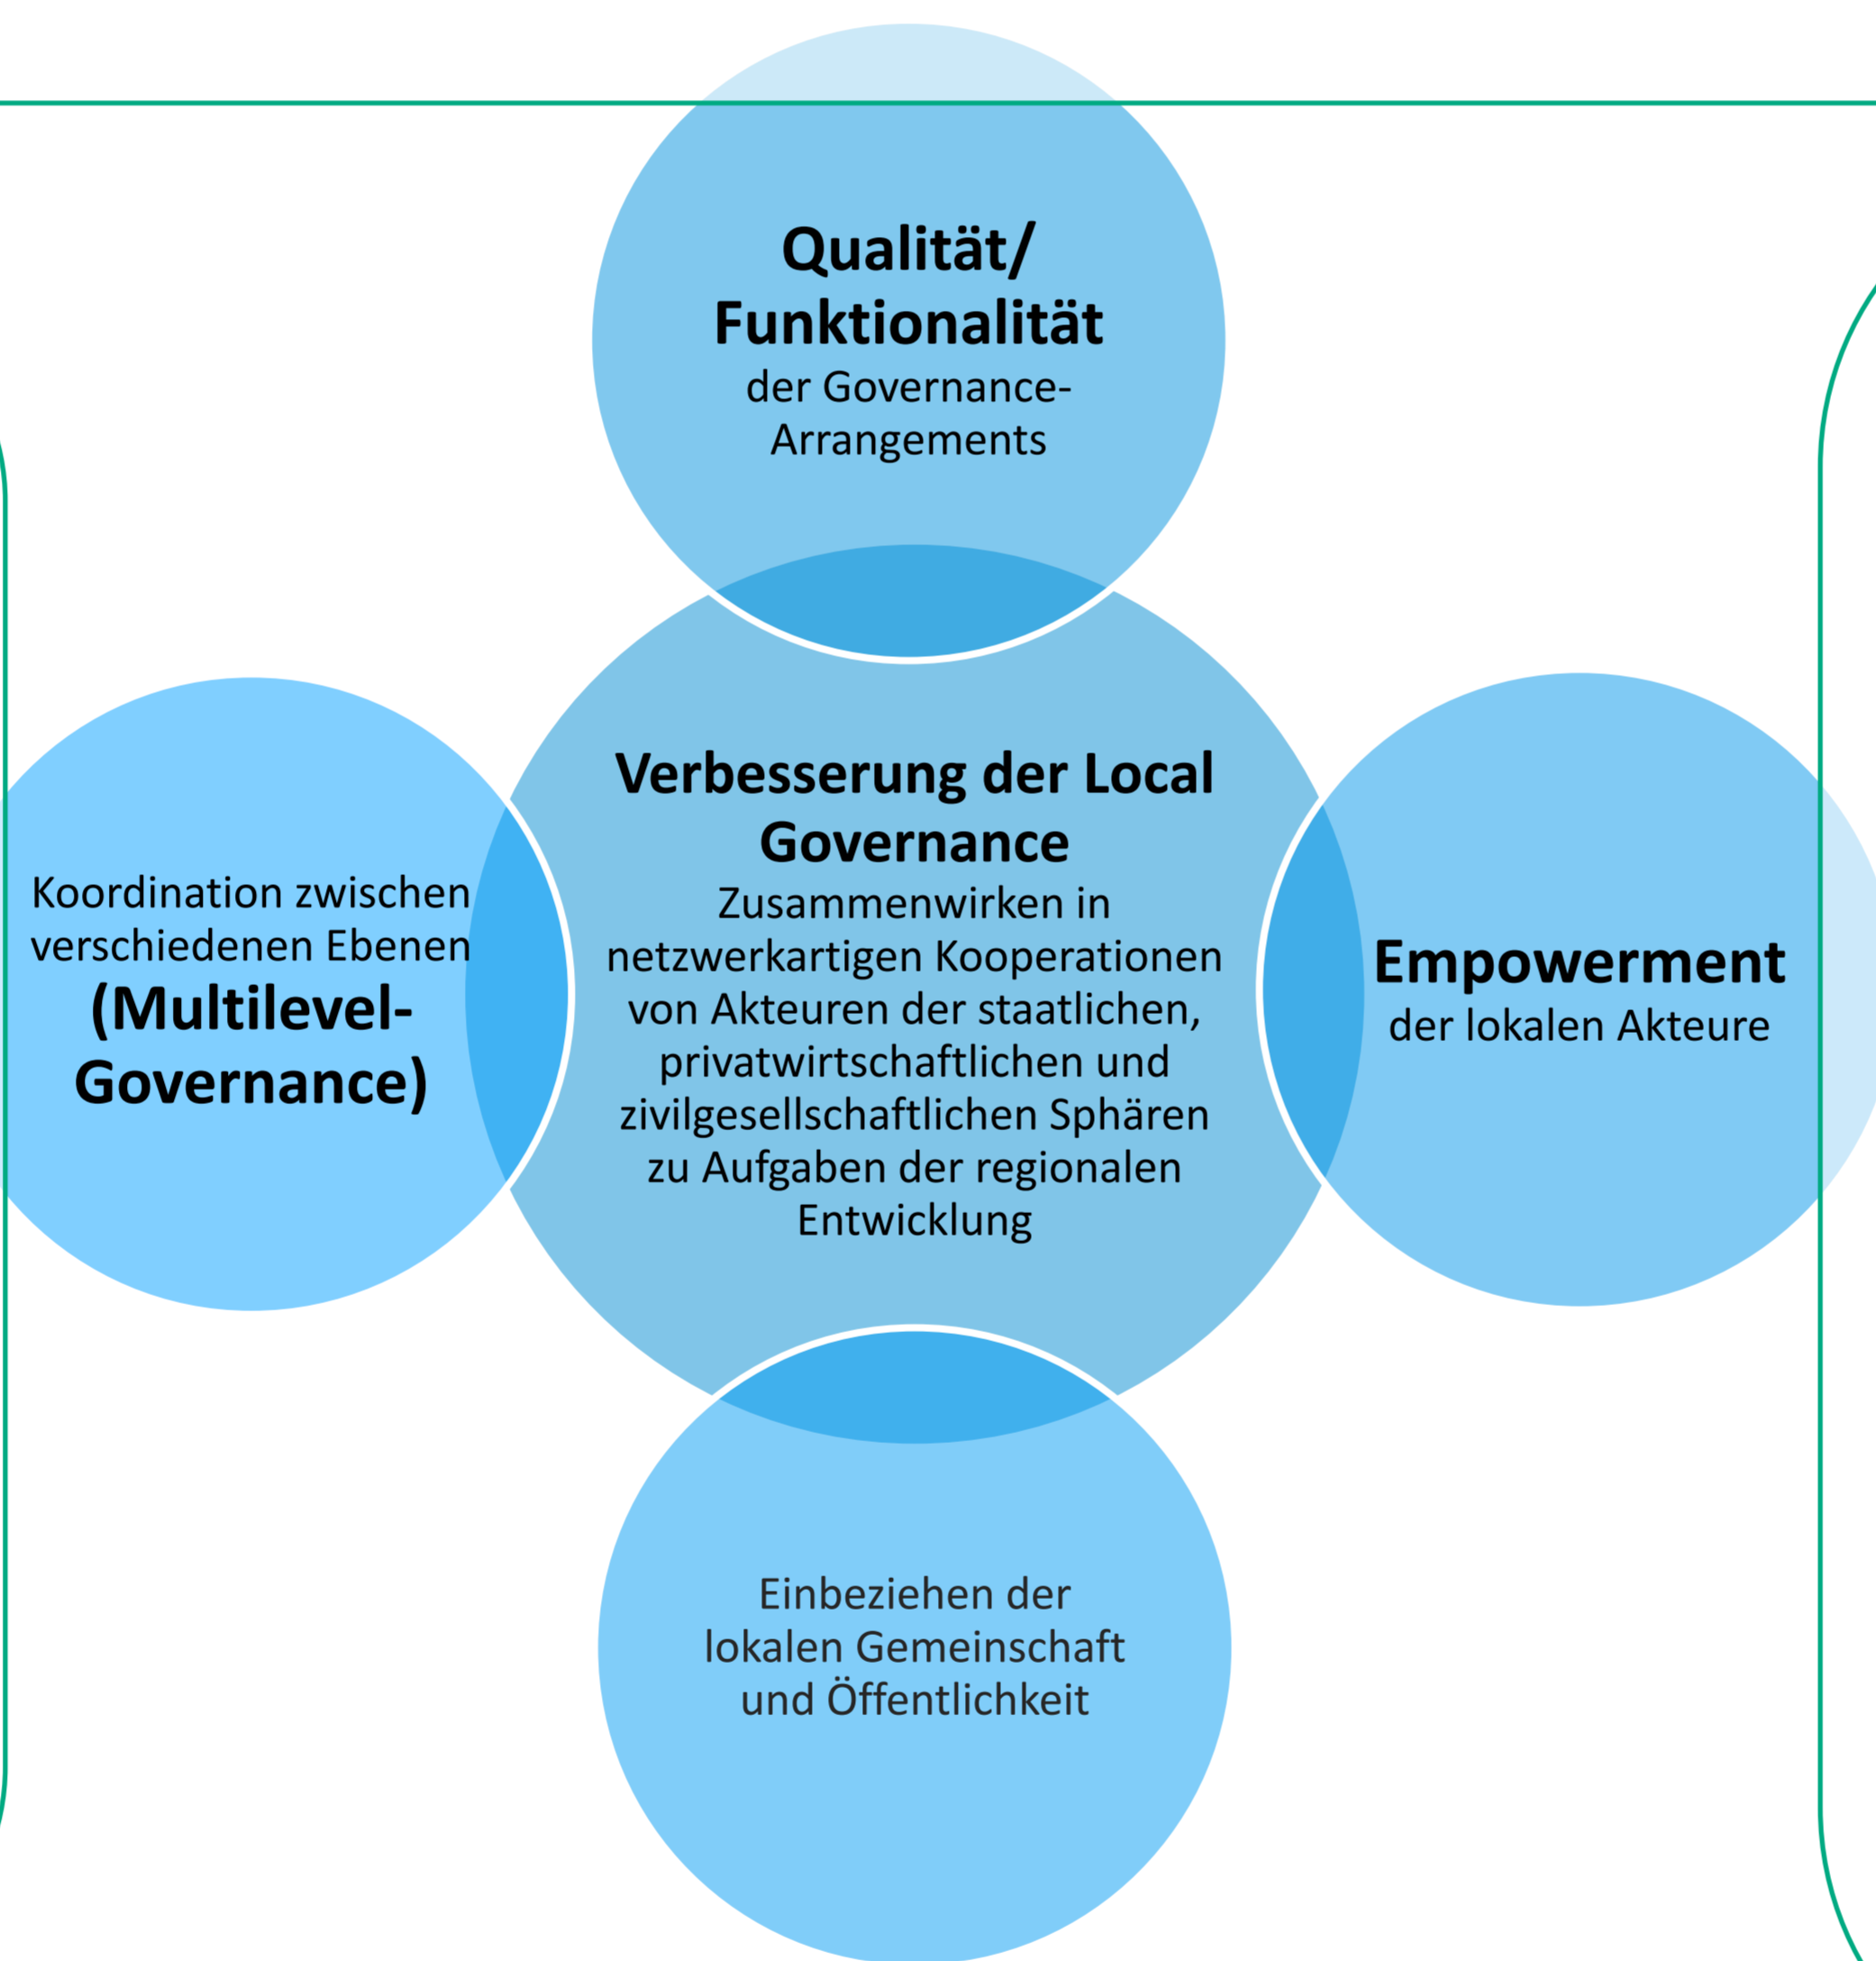 Qualität/
Funktionalität
der Governance-
Arrangements
Koordination zwischen
verschiedenen Ebenen
(Multilevel-
Governance)
Verbesserung der Local
Governance
Zusammenwirken in
netzwerkartigen Kooperationen
von Akteuren der staatlichen,
privatwirtschaftlichen und
zivilgesellschaftlichen Sphären
zu Aufgaben der regionalen
Entwicklung
Empowerment
der lokalen Akteure
Einbeziehen der
lokalen Gemeinschaft
und Öffentlichkeit